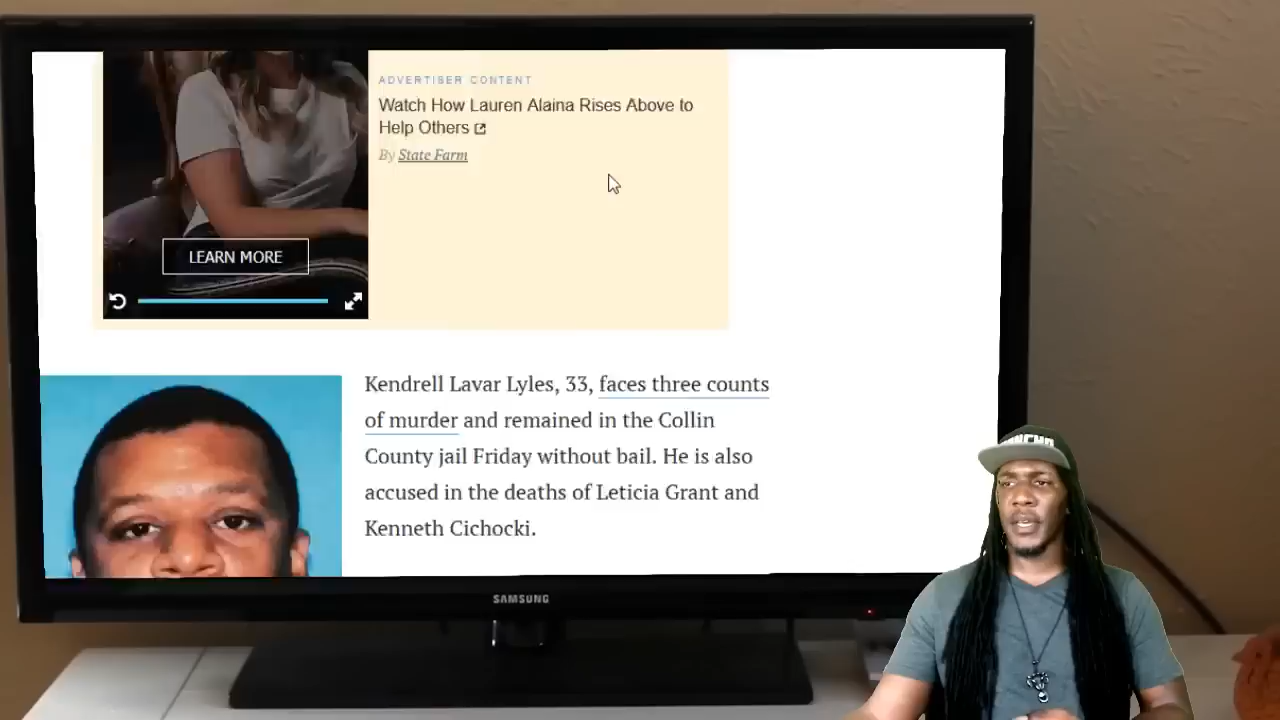 ADVERTISER CONTENT
Watch How Lauren Alaina Rises Above to
Help Others
By State Farm
LEARN MORE
Kendrell Lavar Lyles, 33, faces three counts
of murder and remained in the Collin
County jail Friday without bail. He is also
accused in the deaths of Leticia Grant and
Kenneth Cichocki.
SAMSUNG